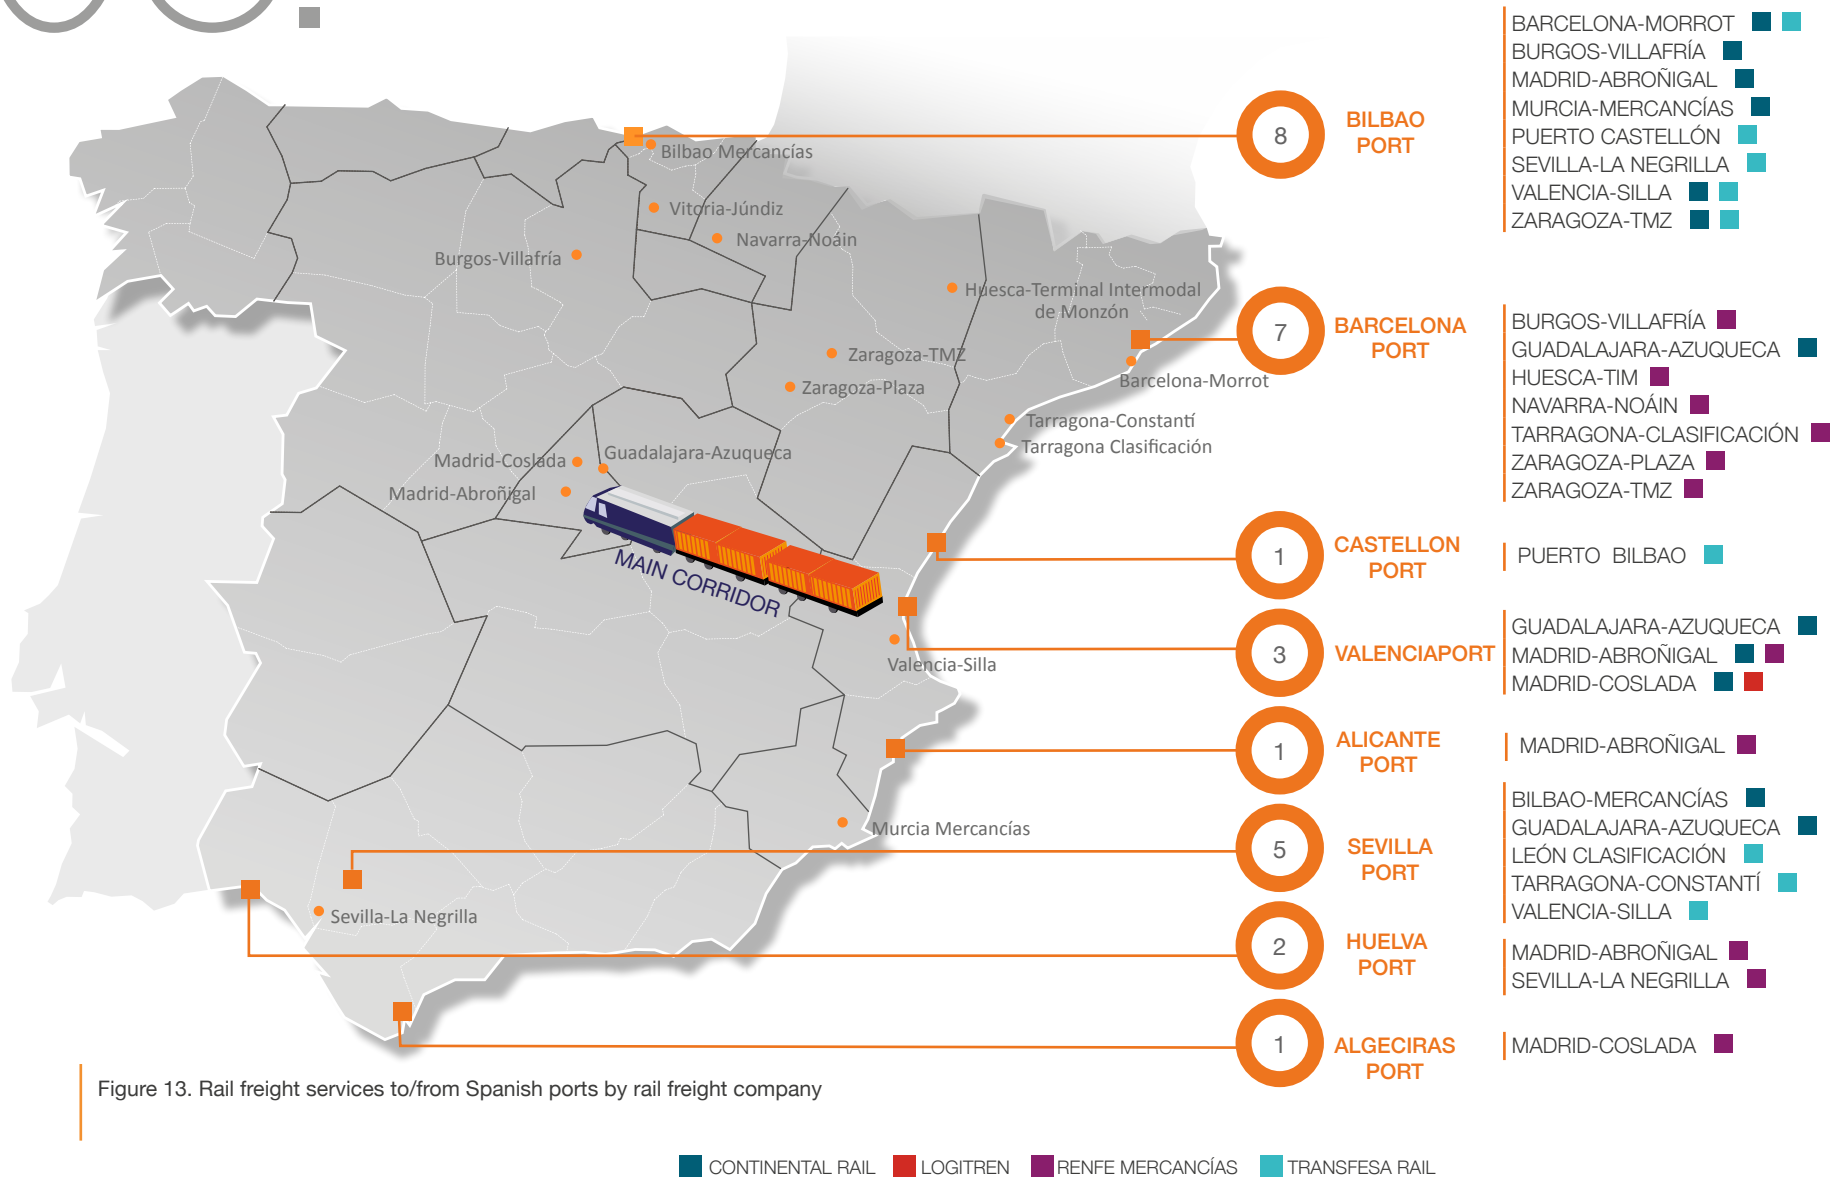 Bilbao Mercancías
Vitoria-Júndiz
Navarra-Noáin
Burgos-Villafría
Huesca-Terminal Intermodal
de Monzón
Zaragoza-TMZ
Zaragoza-Plaza
Barcelona-Morrot
Tarragona-Constantí
Tarragona Clasificación
Madrid-Coslada
Guadalajara-Azuqueca
Madrid-Abroñigal
MAIN CORRIDOR
Valencia-Silla
Murcia Mercancías
Sevilla-La Negrilla
8
BILBAO
PORT
BARCELONA-MORROT
BURGOS-VILLAFRÍA
MADRID-ABROÑIGAL
MURCIA-MERCANCÍAS
PUERTO CASTELLÓN
SEVILLA-LA NEGRILLA
VALENCIA-SILLA
ZARAGOZA-TMZ
7
BARCELONA
PORT
BURGOS-VILLAFRÍA
GUADALAJARA-AZUQUECA
HUESCA-TIM
NAVARRA-NOÁIN
TARRAGONA-CLASIFICACIÓN
ZARAGOZA-PLAZA
ZARAGOZA-TMZ
1
CASTELLON
PORT
PUERTO BILBAO
3
VALENCIAPORT
GUADALAJARA-AZUQUECA
MADRID-ABROÑIGAL
MADRID-COSLADA
1
ALICANTE
PORT
MADRID-ABROÑIGAL
5
SEVILLA
PORT
BILBAO-MERCANCÍAS
GUADALAJARA-AZUQUECA
LEÓN CLASIFICACIÓN
TARRAGONA-CONSTANTÍ
VALENCIA-SILLA
2
HUELVA
PORT
MADRID-ABROÑIGAL
SEVILLA-LA NEGRILLA
1
ALGECIRAS
PORT
MADRID-COSLADA
Figure 13. Rail freight services to/from Spanish ports by rail freight company
CONTINENTAL RAIL
LOGITREN
RENFE MERCANCÍAS
TRANSFESA RAIL